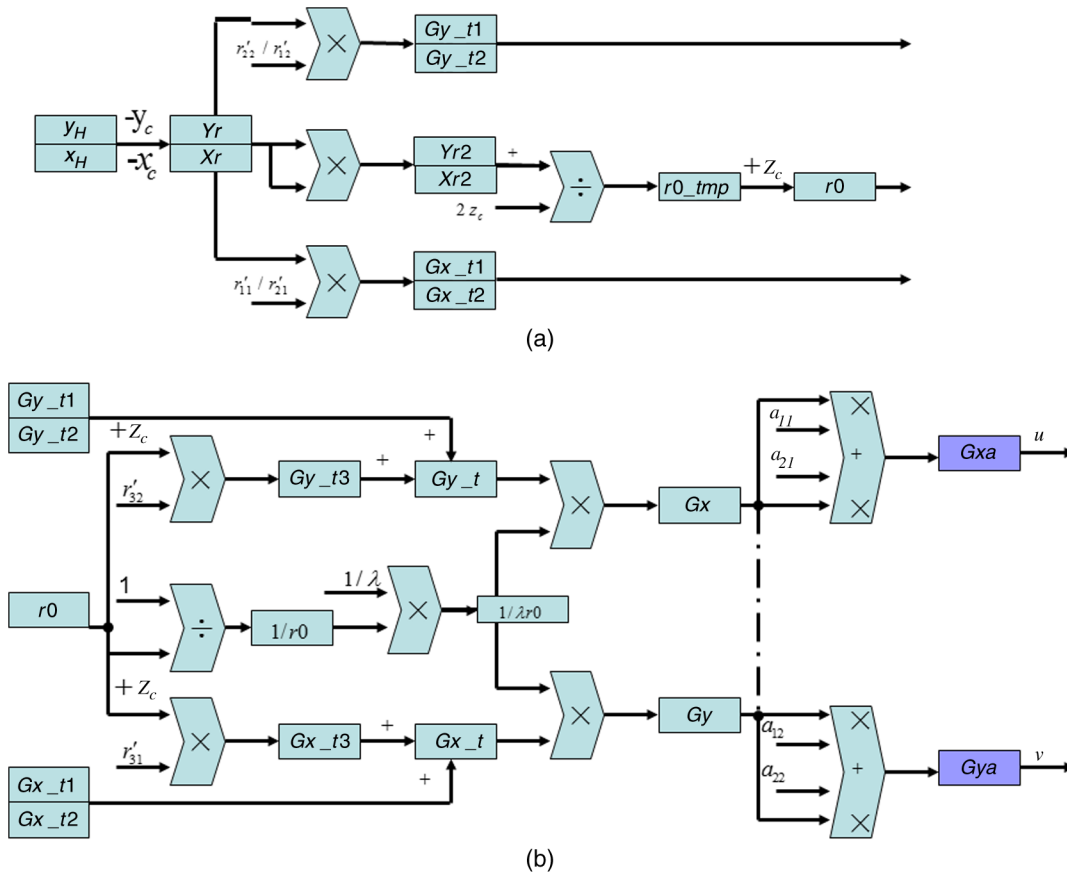 r′22 / r′12
×
Gy_t1
Gy_t2
yH
xH
-yc
-xc
Yr
Xr
×
Yr2
Xr2
+
2 zc
÷
r0_tmp
+Zc
r0
r′11 / r′21
×
Gx_t1
Gx_t2
(a)
Gy_t1
Gy_t2
+Zc
r′32
×
Gy_t3
+
+
Gy_t
×
Gx
a11
a21
×
+
×
Gxa
u
r0
1
÷
1/r0
1/λ
×
1/λr0
+Zc
r′31
×
Gx_t3
+
Gx_t
+
×
Gy
a12
a22
×
+
×
Gya
v
Gx_t1
Gx_t2
(b)